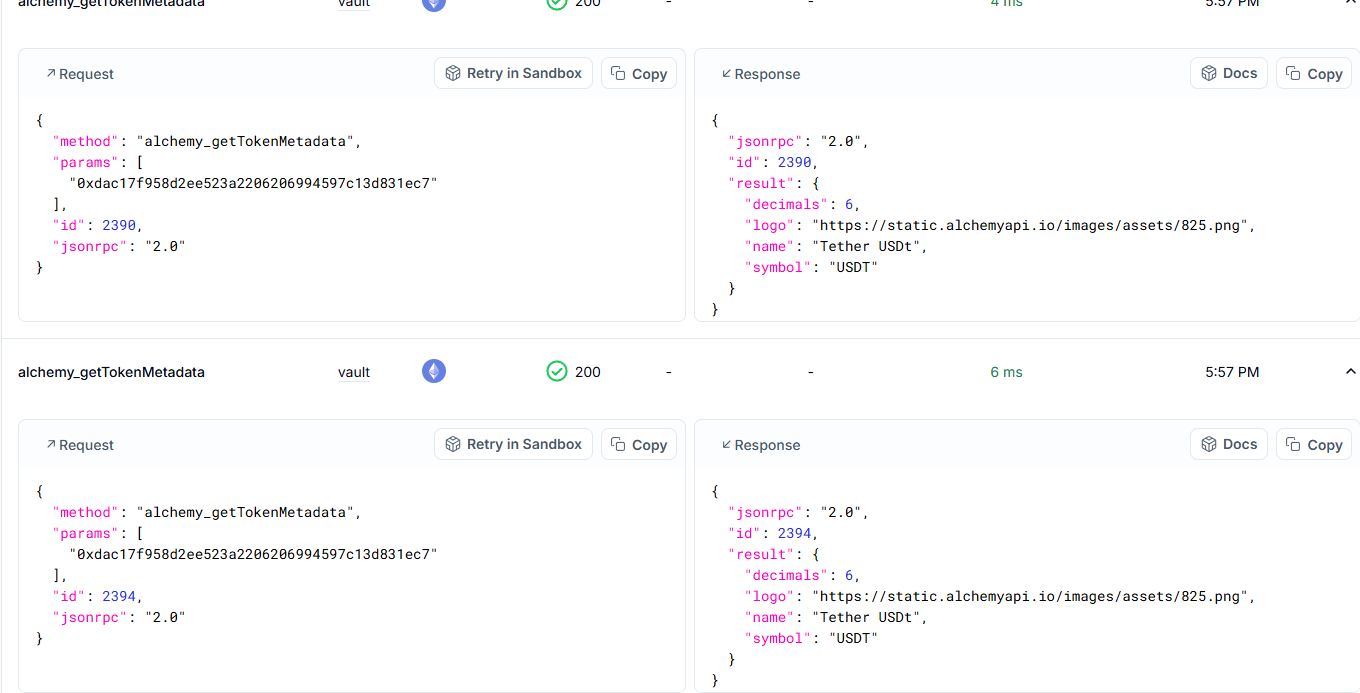 alchemy_getTokenMetadata vault 200 - - 4 ms 5:57 PM
Request Retry in Sandbox Copy
{
"method": "alchemy_getTokenMetadata",
"params": [
"0xdac17f958d2ee523a2206206994597c13d831ec7"
],
"id": 2390,
"jsonrpc": "2.0"
}
Response Docs Copy
{
"jsonrpc": "2.0",
"id": 2390,
"result": {
"decimals": 6,
"logo": "https://static.alchemyapi.io/images/assets/825.png",
"name": "Tether USDt",
"symbol": "USDT"
}
}
alchemy_getTokenMetadata vault 200 - - 6 ms 5:57 PM
Request Retry in Sandbox Copy
{
"method": "alchemy_getTokenMetadata",
"params": [
"0xdac17f958d2ee523a2206206994597c13d831ec7"
],
"id": 2394,
"jsonrpc": "2.0"
}
Response Docs Copy
{
"jsonrpc": "2.0",
"id": 2394,
"result": {
"decimals": 6,
"logo": "https://static.alchemyapi.io/images/assets/825.png",
"name": "Tether USDt",
"symbol": "USDT"
}
}